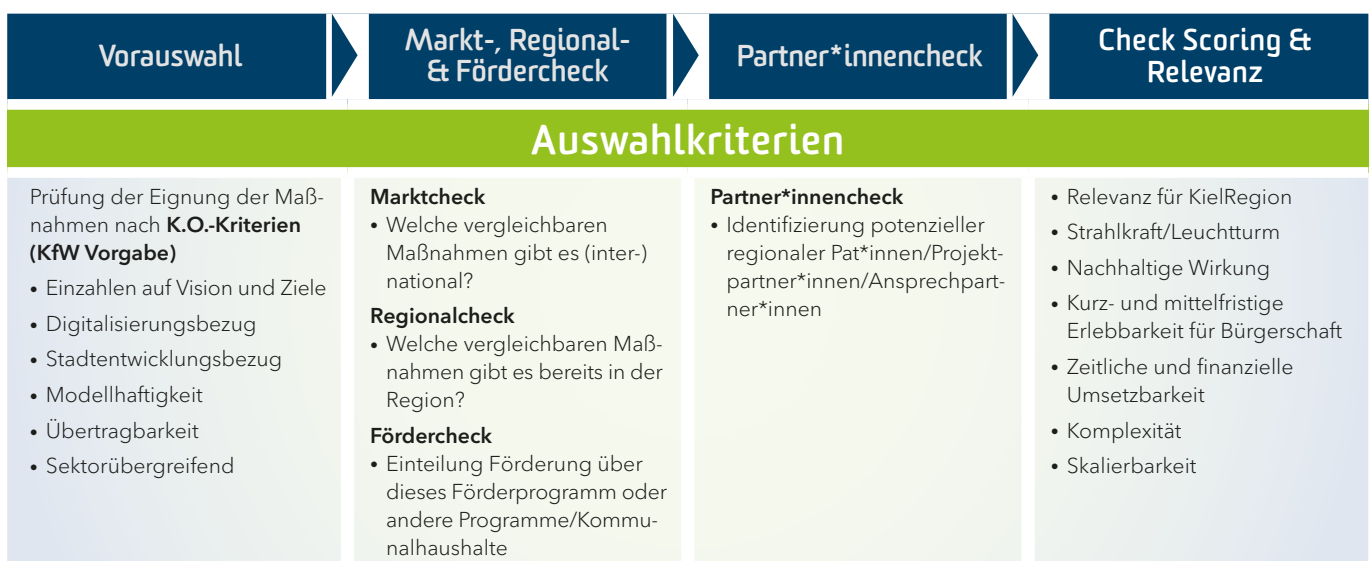 Vorauswahl
Markt-, Regional-
& Fördercheck
Partner*innencheck
Check Scoring &
Relevanz
Auswahlkriterien
Prüfung der Eignung der Maß-
nahmen nach K.O.-Kriterien
(KfW Vorgabe)
• Einzahlen auf Vision und Ziele
• Digitalisierungsbezug
• Stadtentwicklungsbezug
• Modellhaftigkeit
• Übertragbarkeit
• Sektorübergreifend
Marktcheck
• Welche vergleichbaren
Maßnahmen gibt es (inter-)
national?
Regionalcheck
• Welche vergleichbaren Maß-
nahmen gibt es bereits in der
Region?
Fördercheck
• Einteilung Förderung über
dieses Förderprogramm oder
andere Programme/Kommu-
nalhaushalte
Partner*innencheck
• Identifizierung potenzieller
regionaler Pat*innen/Projekt-
partner*innen/Ansprechpart-
ner*innen
• Relevanz für KielRegion
• Strahlkraft/Leuchtturm
• Nachhaltige Wirkung
• Kurz- und mittelfristige
Erlebbarkeit für Bürgerschaft
• Zeitliche und finanzielle
Umsetzbarkeit
• Komplexität
• Skalierbarkeit